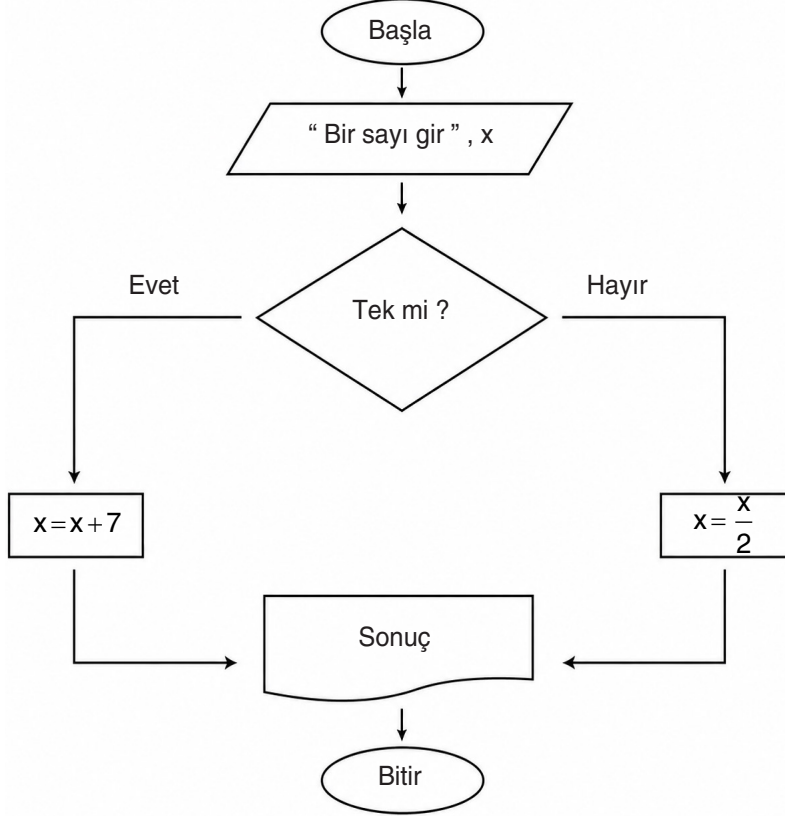 Başla
“ Bir sayı gir ” , x
Evet
Tek mi ?
Hayır
x=x+7
x= x/2
Sonuç
Bitir